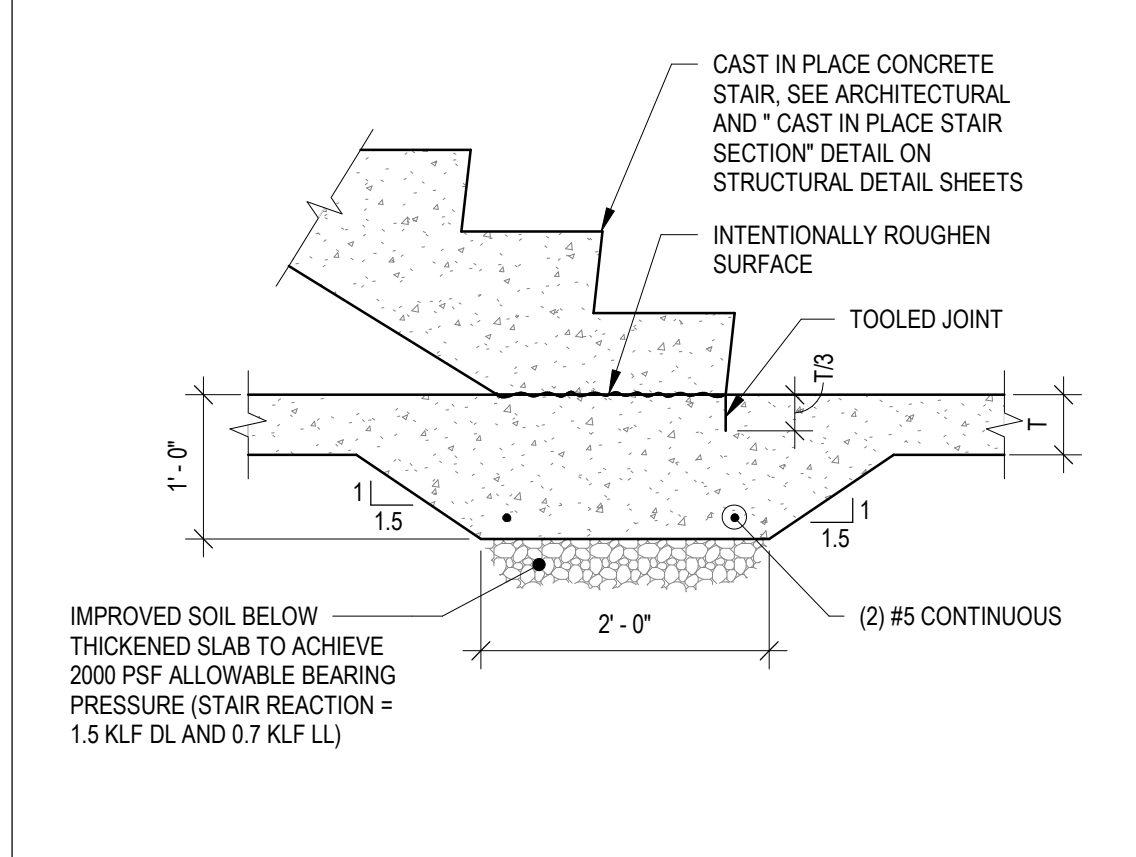 CAST IN PLACE CONCRETE
STAIR, SEE ARCHITECTURAL
AND " CAST IN PLACE STAIR
SECTION" DETAIL ON
STRUCTURAL DETAIL SHEETS
INTENTIONALLY ROUGHEN
SURFACE
TOOLED JOINT
T/3
T
1' - 0"
1
1.5
1
1.5
2' - 0"
(2) #5 CONTINUOUS
IMPROVED SOIL BELOW
THICKENED SLAB TO ACHIEVE
2000 PSF ALLOWABLE BEARING
PRESSURE (STAIR REACTION =
1.5 KLF DL AND 0.7 KLF LL)